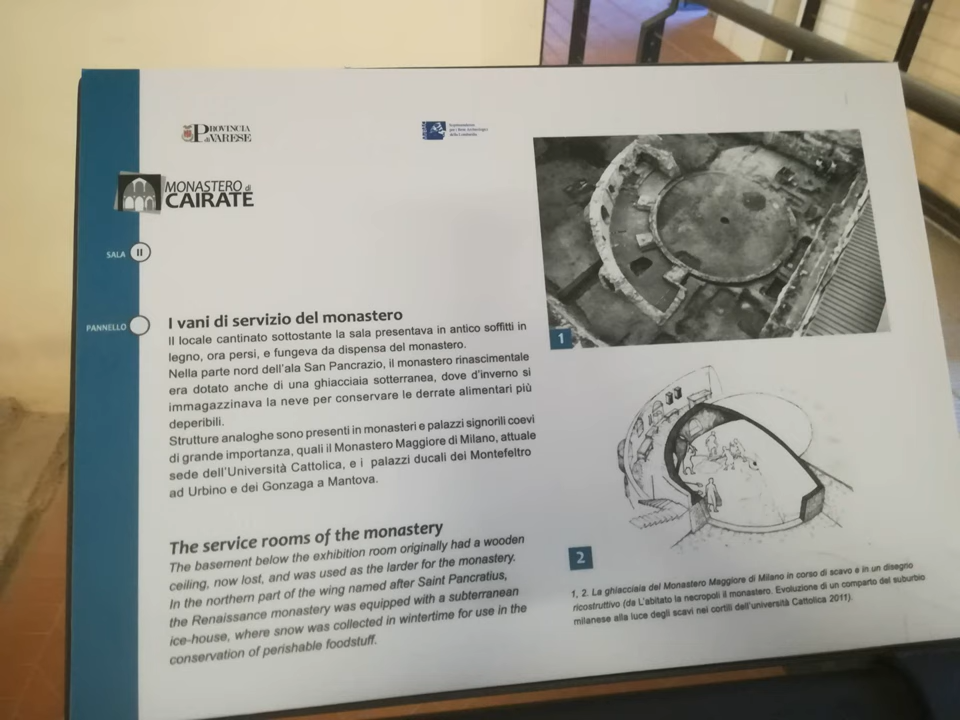 PROVINCIA
di VARESE
Soprintendenza
per i Beni Archeologici
della Lombardia
MONASTERO di
CAIRATE
SALA II
PANNELLO
I vani di servizio del monastero
Il locale cantinato sottostante la sala presentava in antico soffitti in
legno, ora persi, e fungeva da dispensa del monastero.
Nella parte nord dell'ala San Pancrazio, il monastero rinascimentale
era dotato anche di una ghiacciaia sotterranea, dove d'inverno si
immagazzinava la neve per conservare le derrate alimentari più
deperibili.
Strutture analoghe sono presenti in monasteri e palazzi signorili coevi
di grande importanza, quali il Monastero Maggiore di Milano, attuale
sede dell'Università Cattolica, e i palazzi ducali dei Montefeltro
ad Urbino e dei Gonzaga a Mantova.
The service rooms of the monastery
The basement below the exhibition room originally had a wooden
ceiling, now lost, and was used as the larder for the monastery.
In the northern part of the wing named after Saint Pancratius,
the Renaissance monastery was equipped with a subterranean
ice-house, where snow was collected in wintertime for use in the
conservation of perishable foodstuff.
1
2
1, 2. La ghiacciaia del Monastero Maggiore di Milano in corso di scavo e in un disegno
ricostruttivo (da L'abitato la necropoli il monastero. Evoluzione di un comparto del suburbio
milanese alla luce degli scavi nei cortili dell'università Cattolica 2011).